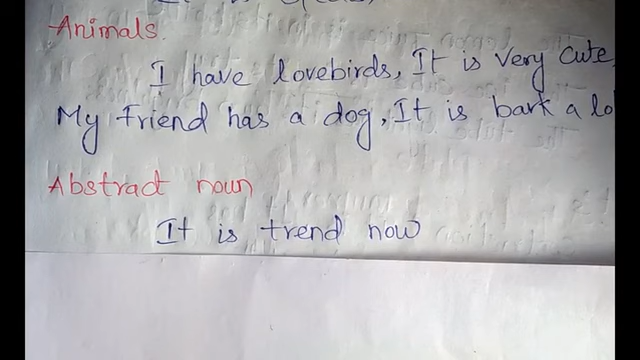 Animals.
I have lovebirds, It is very cute,
My friend has a dog, It is bark a lo
Abstract noun
It is trend now